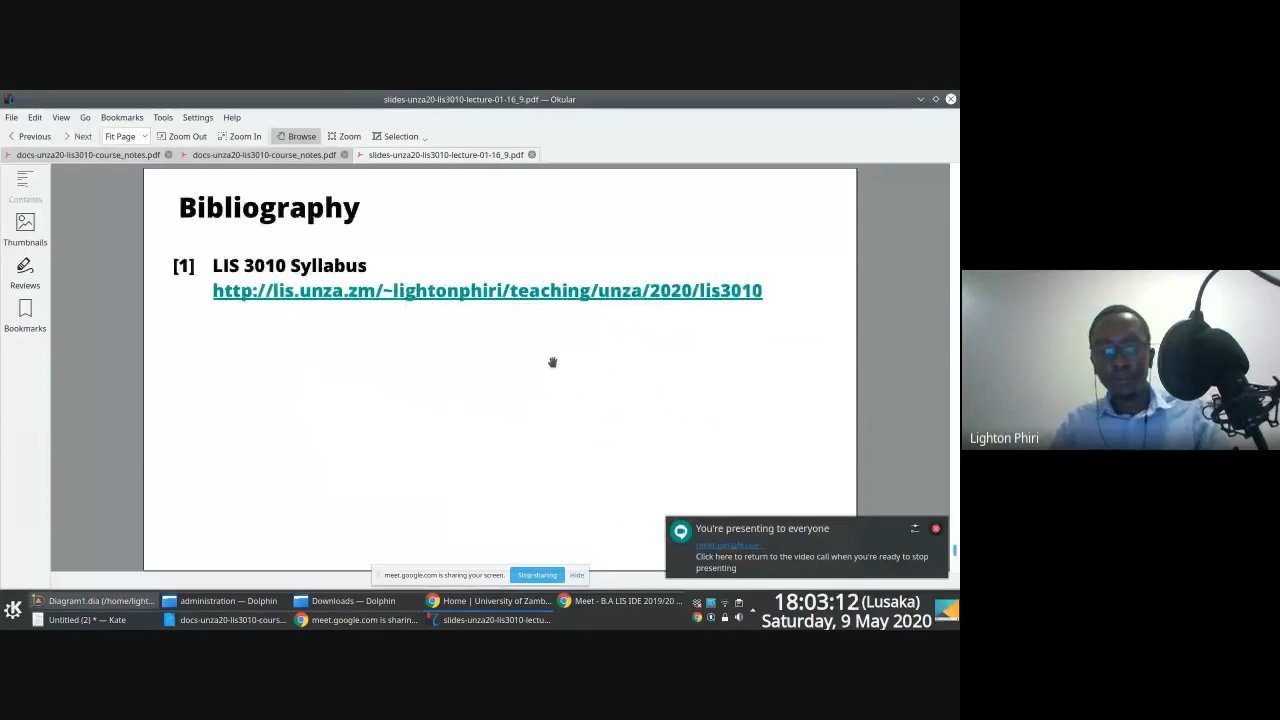 slides-unza20-lis3010-lecture-01-16_9.pdf — Okular
File Edit View Go Bookmarks Tools Settings Help
Previous Next Fit Page Zoom Out Zoom In Browse Zoom Selection
docs-unza20-lis3010-course_notes.pdf docs-unza20-lis3010-course_notes.pdf slides-unza20-lis3010-lecture-01-16_9.pdf
Contents
Thumbnails
Reviews
Bookmarks
Bibliography
[1] LIS 3010 Syllabus
http://lis.unza.zm/~lightonphiri/teaching/unza/2020/lis3010
Lighton Phiri
You're presenting to everyone
Click here to return to the video call when you're ready to stop
presenting
meet.google.com is sharing your screen. Stop sharing Hide
Diagram1.dia (/home/light... administration — Dolphin Downloads — Dolphin Home | University of Zamb... Meet - B.A LIS IDE 2019/20 ...
Untitled (2) * — Kate docs-unza20-lis3010-cours... meet.google.com is sharin... slides-unza20-lis3010-lectu...
18:03:12 (Lusaka)
Saturday, 9 May 2020